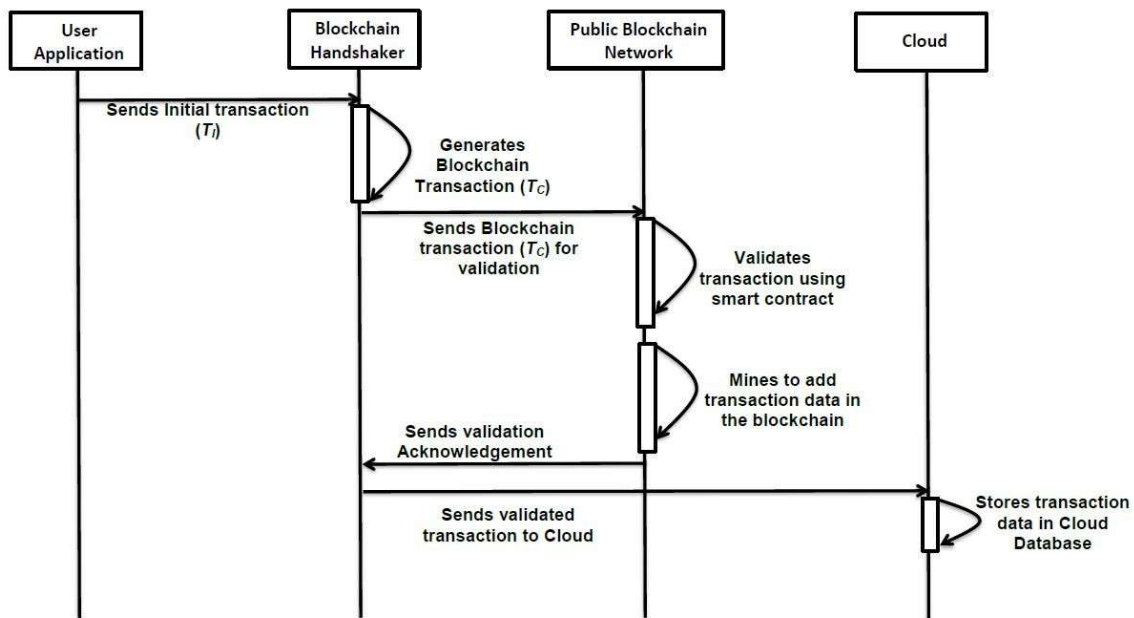 User
Application
Blockchain
Handshaker
Public Blockchain
Network
Cloud
Sends Initial transaction
(TI)
Generates
Blockchain
Transaction (TC)
Sends Blockchain
transaction (TC) for
validation
Validates
transaction using
smart contract
Mines to add
transaction data in
the blockchain
Sends validation
Acknowledgement
Sends validated
transaction to Cloud
Stores transaction
data in Cloud
Database